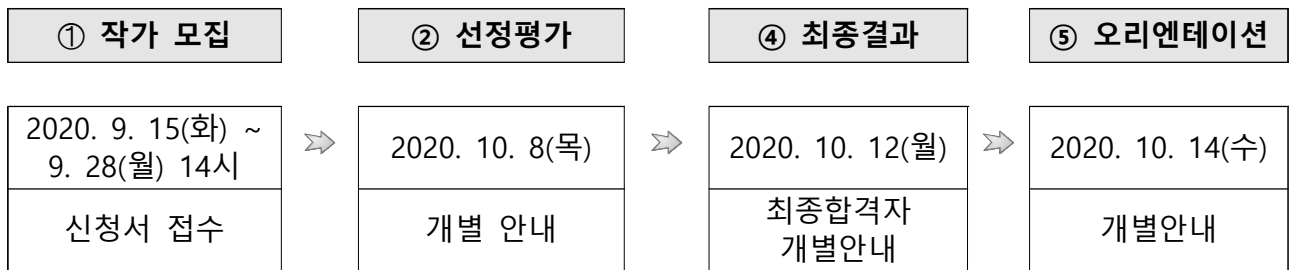 ① 작가 모집
② 선정평가
④ 최종결과
⑤ 오리엔테이션
2020. 9. 15(화) ~
9. 28(월) 14시
2020. 10. 8(목)
2020. 10. 12(월)
2020. 10. 14(수)
신청서 접수
개별 안내
최종합격자
개별안내
개별안내